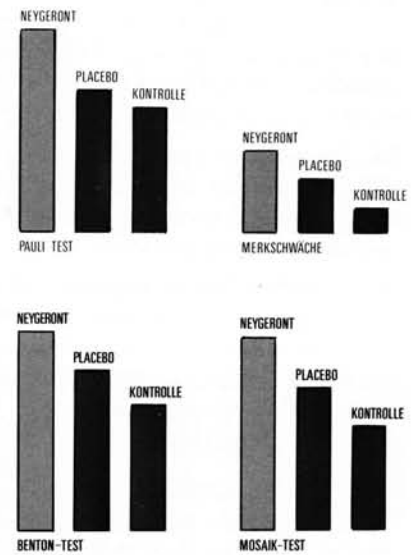 NEYGERONT
PLACEBO
KONTROLLE
PAULI TEST
NEYGERONT
PLACEBO
KONTROLLE
MERKSCHWÄCHE
NEYGERONT
PLACEBO
KONTROLLE
BENTON-TEST
NEYGERONT
PLACEBO
KONTROLLE
MOSAIK-TEST